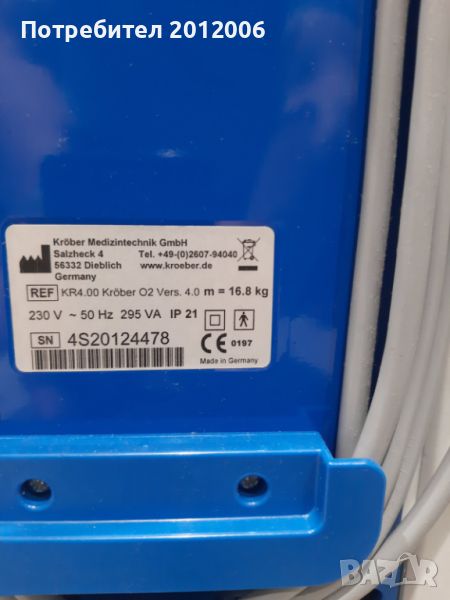 Потребител 2012006
Kröber Medizintechnik GmbH
Salzheck 4 Tel. +49-(0)2607-94040
56332 Dieblich www.kroeber.de
Germany
REF KR4.00 Kröber O2 Vers. 4.0 m = 16.8 kg
230 V ~ 50 Hz 295 VA IP 21
SN 4S20124478
CE 0197
Made in Germany
BAZAR